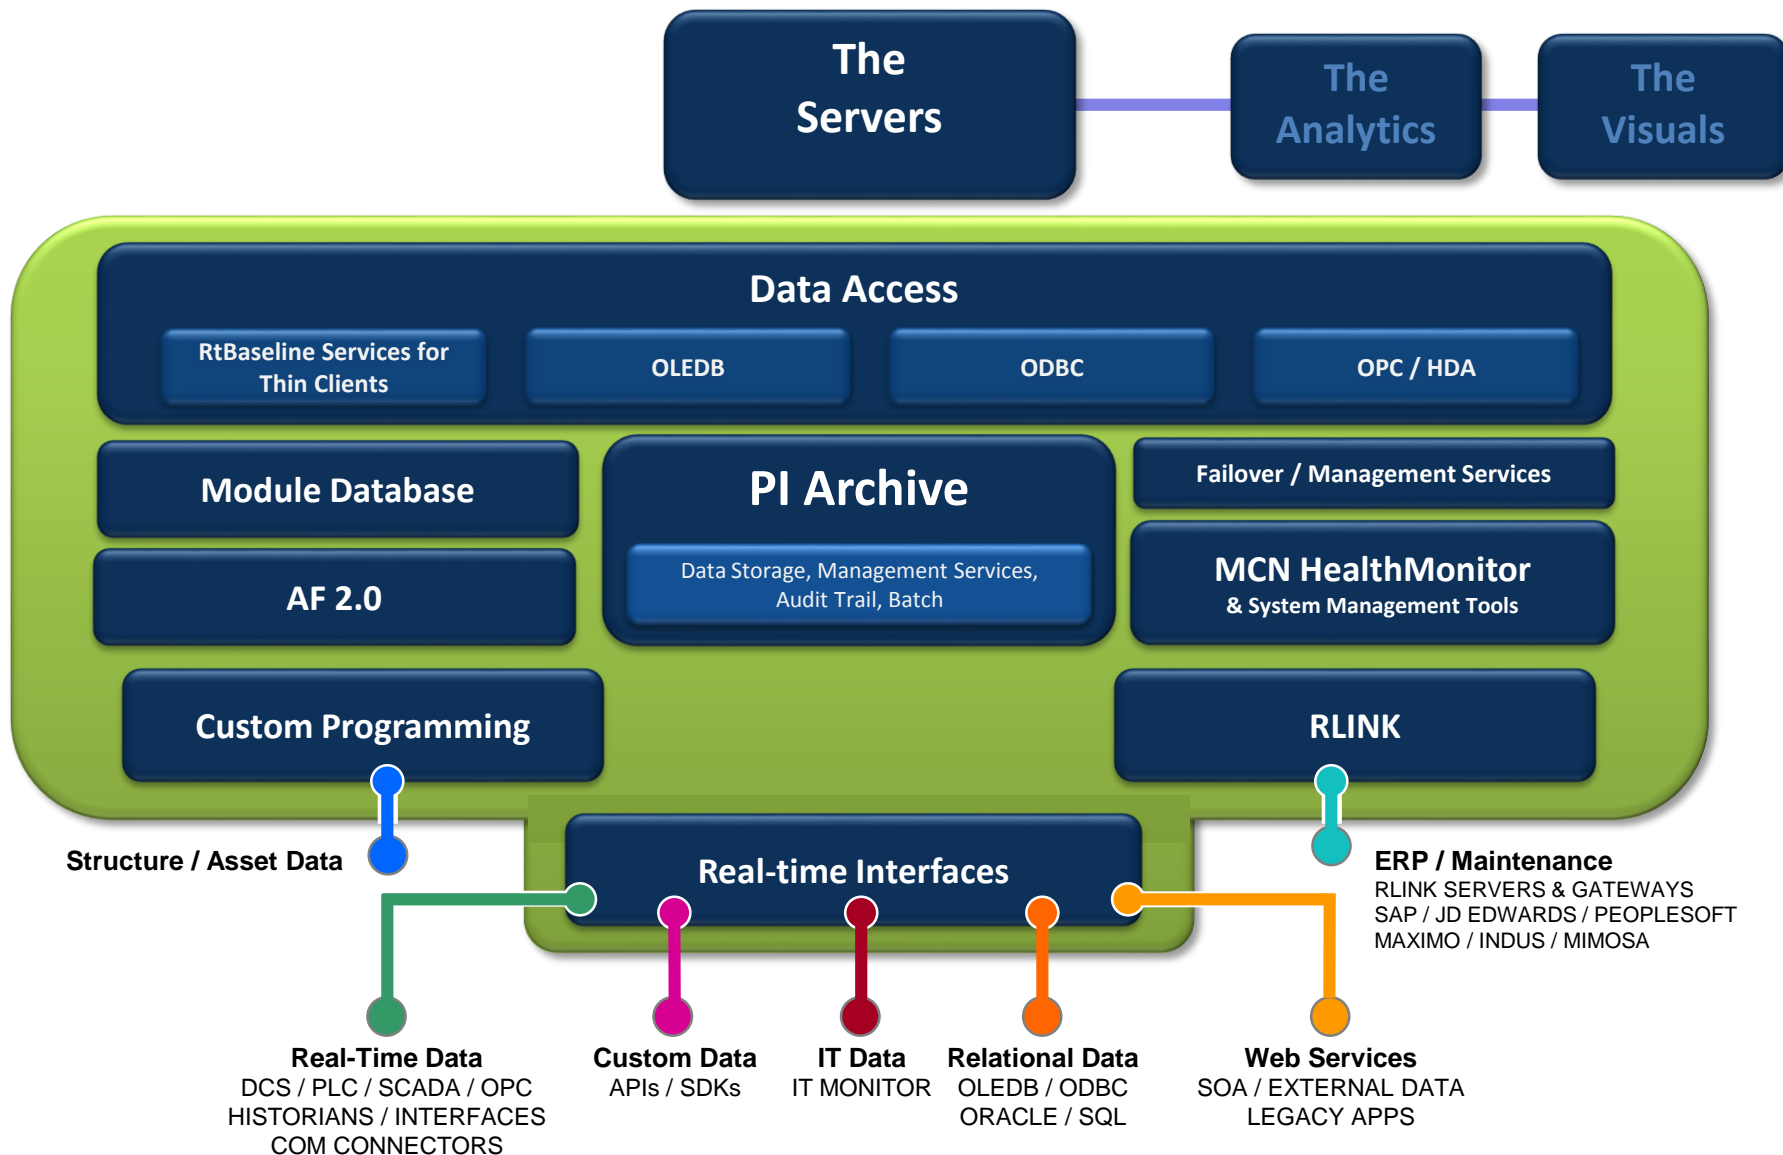 The
Servers
The
Analytics
The
Visuals
Data Access
RtBaseline Services for
Thin Clients
OLEDB
ODBC
OPC / HDA
Module Database
PI Archive
Failover / Management Services
Data Storage, Management Services,
Audit Trail, Batch
AF 2.0
MCN HealthMonitor
& System Management Tools
Custom Programming
RLINK
Real-time Interfaces
Structure / Asset Data
ERP / Maintenance
RLINK SERVERS & GATEWAYS
SAP / JD EDWARDS / PEOPLESOFT
MAXIMO / INDUS / MIMOSA
Real-Time Data
DCS / PLC / SCADA / OPC
HISTORIANS / INTERFACES
COM CONNECTORS
Custom Data
APIs / SDKs
IT Data
IT MONITOR
Relational Data
OLEDB / ODBC
ORACLE / SQL
Web Services
SOA / EXTERNAL DATA
LEGACY APPS